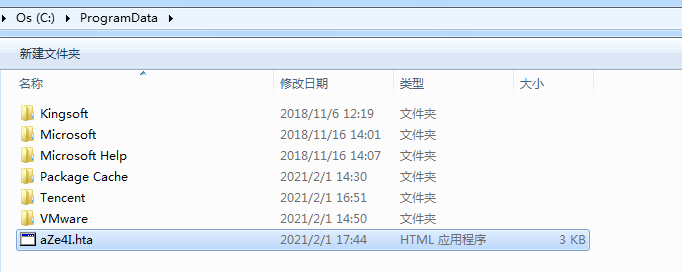 Os (C:) ProgramData
新建文件夹
名称 修改日期 类型 大小
Kingsoft 2018/11/6 12:19 文件夹
Microsoft 2018/11/16 14:01 文件夹
Microsoft Help 2018/11/16 14:07 文件夹
Package Cache 2021/2/1 14:30 文件夹
Tencent 2021/2/1 16:51 文件夹
VMware 2021/2/1 14:50 文件夹
aZe4I.hta 2021/2/1 17:44 HTML 应用程序 3 KB